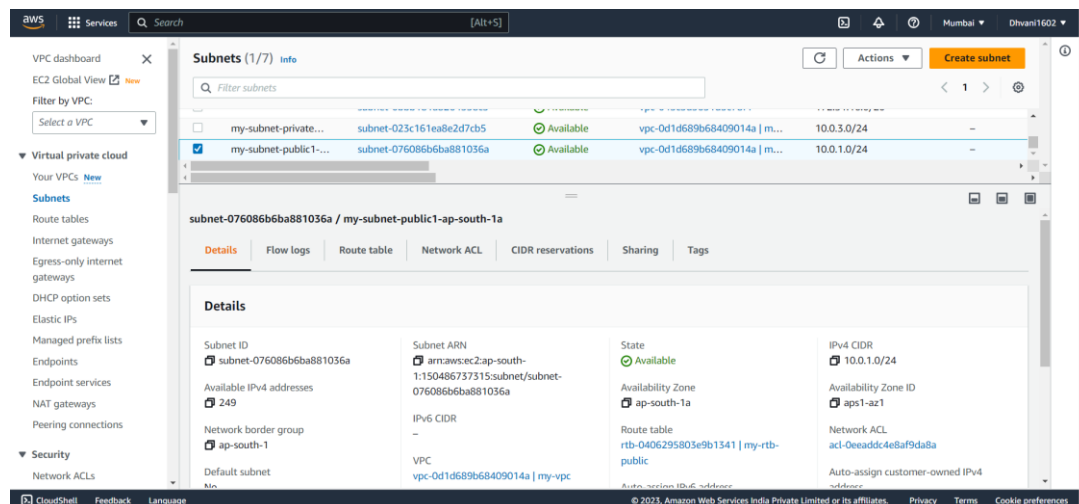 aws Services Search [Alt+S] Mumbai Dhvani1602
VPC dashboard
EC2 Global View New
Filter by VPC:
Select a VPC
Virtual private cloud
Your VPCs New
Subnets
Route tables
Internet gateways
Egress-only internet
gateways
DHCP option sets
Elastic IPs
Managed prefix lists
Endpoints
Endpoint services
NAT gateways
Peering connections
Security
Network ACLs
Subnets (1/7) Info
Actions
Create subnet
Filter subnets
1
my-subnet-private... subnet-023c161ea8e2d7cb5 Available vpc-0d1d689b68409014a | m... 10.0.3.0/24 –
my-subnet-public1-... subnet-076086b6ba881036a Available vpc-0d1d689b68409014a | m... 10.0.1.0/24 –
subnet-076086b6ba881036a / my-subnet-public1-ap-south-1a
Details Flow logs Route table Network ACL CIDR reservations Sharing Tags
Details
Subnet ID
subnet-076086b6ba881036a
Available IPv4 addresses
249
Network border group
ap-south-1
Default subnet
No
Subnet ARN
arn:aws:ec2:ap-south-
1:150486737315:subnet/subnet-
076086b6ba881036a
IPv6 CIDR
–
VPC
vpc-0d1d689b68409014a | my-vpc
State
Available
Availability Zone
ap-south-1a
Route table
rtb-0406295803e9b1341 | my-rtb-
public
Auto-assign IPv6 address
IPv4 CIDR
10.0.1.0/24
Availability Zone ID
aps1-az1
Network ACL
acl-0eeaddc4e8af9da8a
Auto-assign customer-owned IPv4
address
CloudShell Feedback Language © 2023, Amazon Web Services India Private Limited or its affiliates. Privacy Terms Cookie preferences